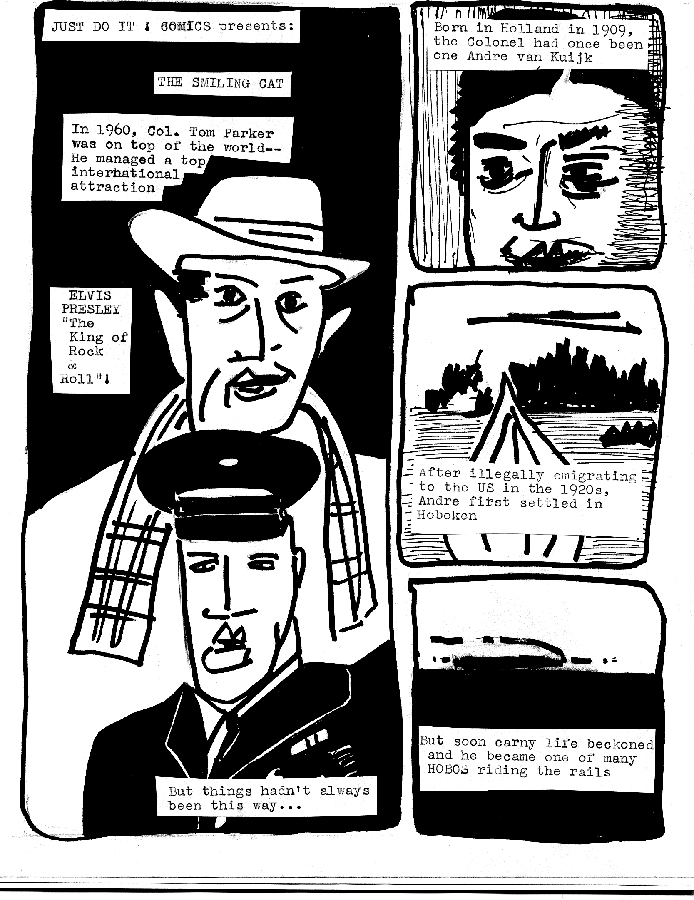 JUST DO IT ! COMICS presents:
THE SMILING CAT
In 1960, Col. Tom Parker
was on top of the world--
He managed a top
international
attraction
ELVIS
PRESLEY
"The
King of
Rock
&
Roll"!
But things hadn't always
been this way...
Born in Holland in 1909,
the Colonel had once been
one Andre van Kuijk
After illegally emigrating
to the US in the 1920s,
Andre first settled in
Hoboken
But soon carny life beckoned
and he became one of many
HOBOS riding the rails